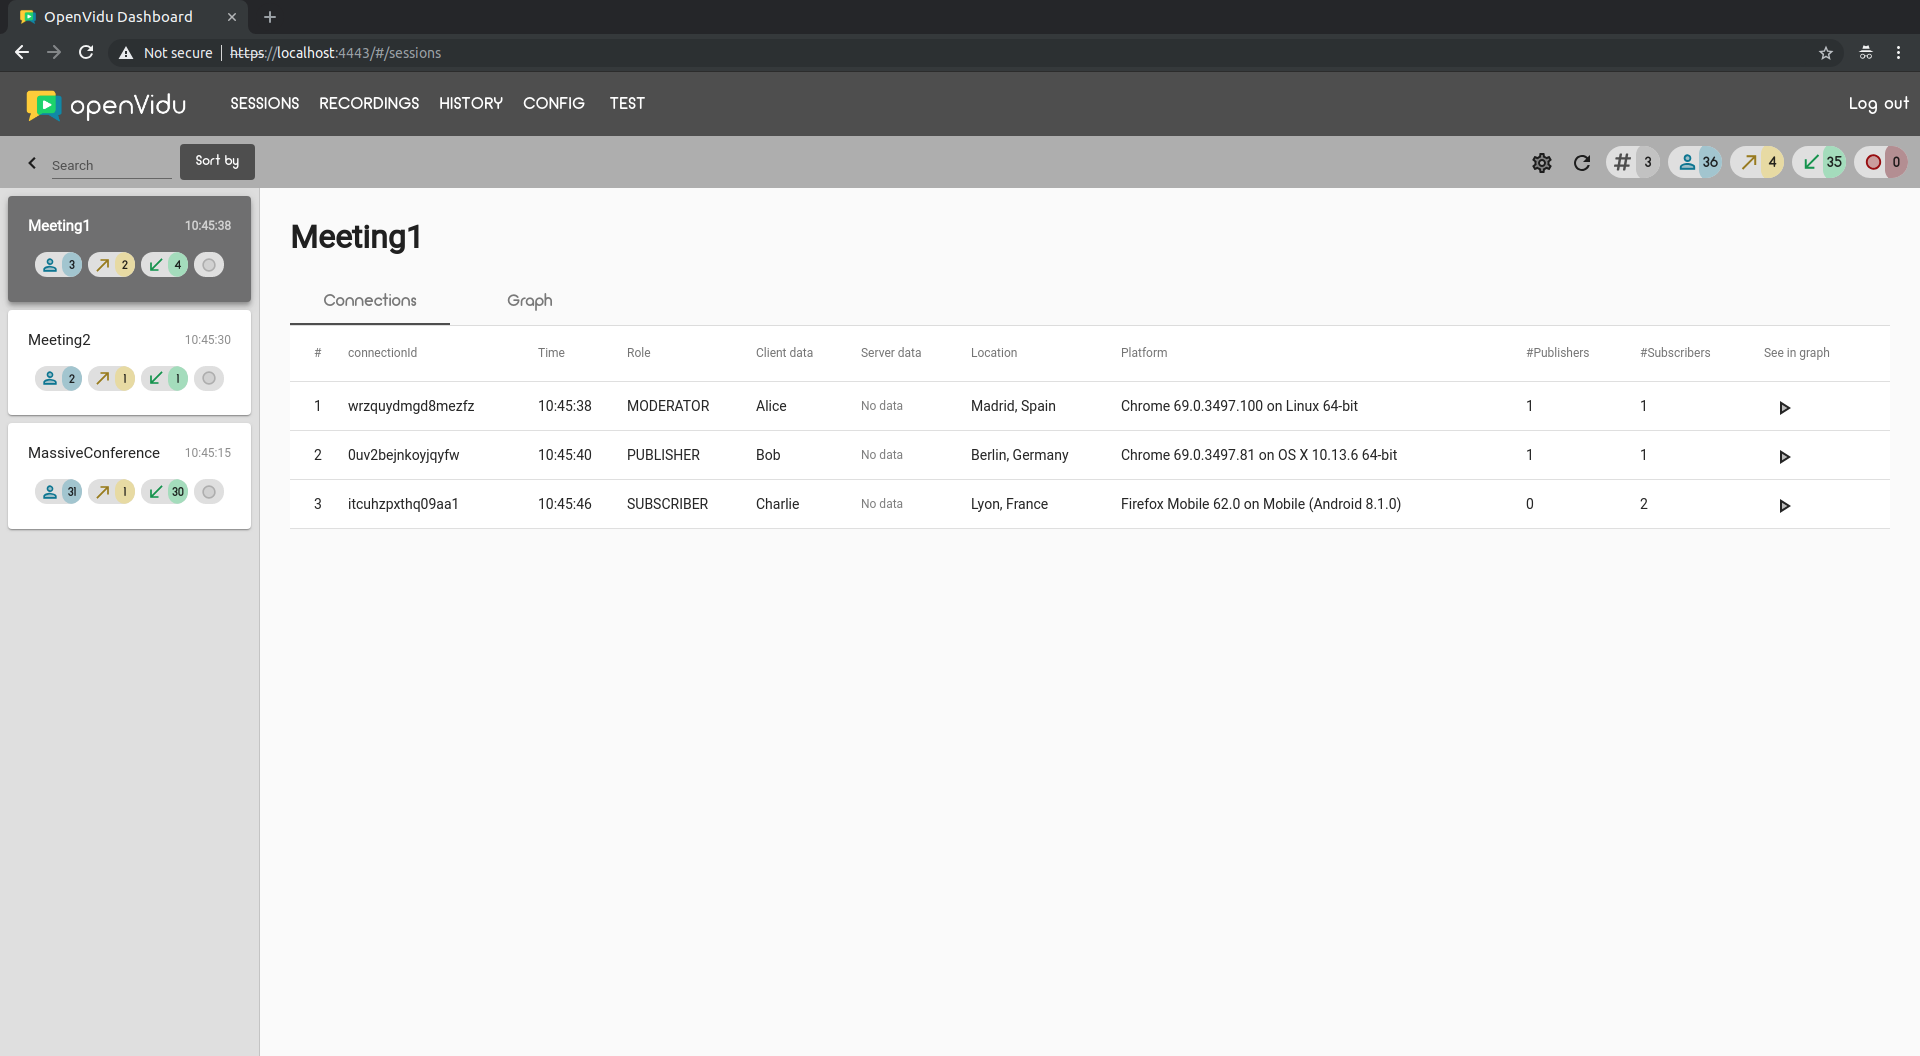 OpenVidu Dashboard
Not secure | https://localhost:4443/#/sessions
openVidu SESSIONS RECORDINGS HISTORY CONFIG TEST Log out
Search Sort by 3 36 4 35 0
Meeting1 10:45:38
3 2 4
Meeting2 10:45:30
2 1 1
MassiveConference 10:45:15
31 1 30
Meeting1
Connections Graph
# connectionId Time Role Client data Server data Location Platform #Publishers #Subscribers See in graph
1 wrzquydmgd8mezfz 10:45:38 MODERATOR Alice No data Madrid, Spain Chrome 69.0.3497.100 on Linux 64-bit 1 1
2 0uv2bejnkoyjqyfw 10:45:40 PUBLISHER Bob No data Berlin, Germany Chrome 69.0.3497.81 on OS X 10.13.6 64-bit 1 1
3 itcuhzpxthq09aa1 10:45:46 SUBSCRIBER Charlie No data Lyon, France Firefox Mobile 62.0 on Mobile (Android 8.1.0) 0 2